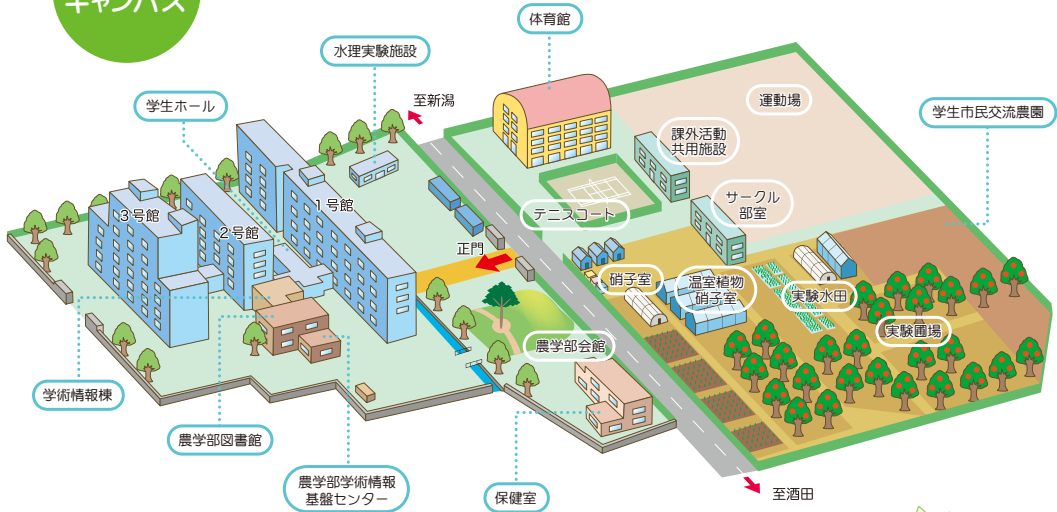 キャンパス
体育館
水理実験施設
至新潟
学生ホール
運動場
学生市民交流農園
課外活動
共用施設
サークル
部室
テニスコート
1号館
3号館
2号館
正門
硝子室
温室植物
硝子室
実験水田
実験圃場
農学部会館
学術情報棟
農学部図書館
農学部学術情報
基盤センター
保健室
至酒田